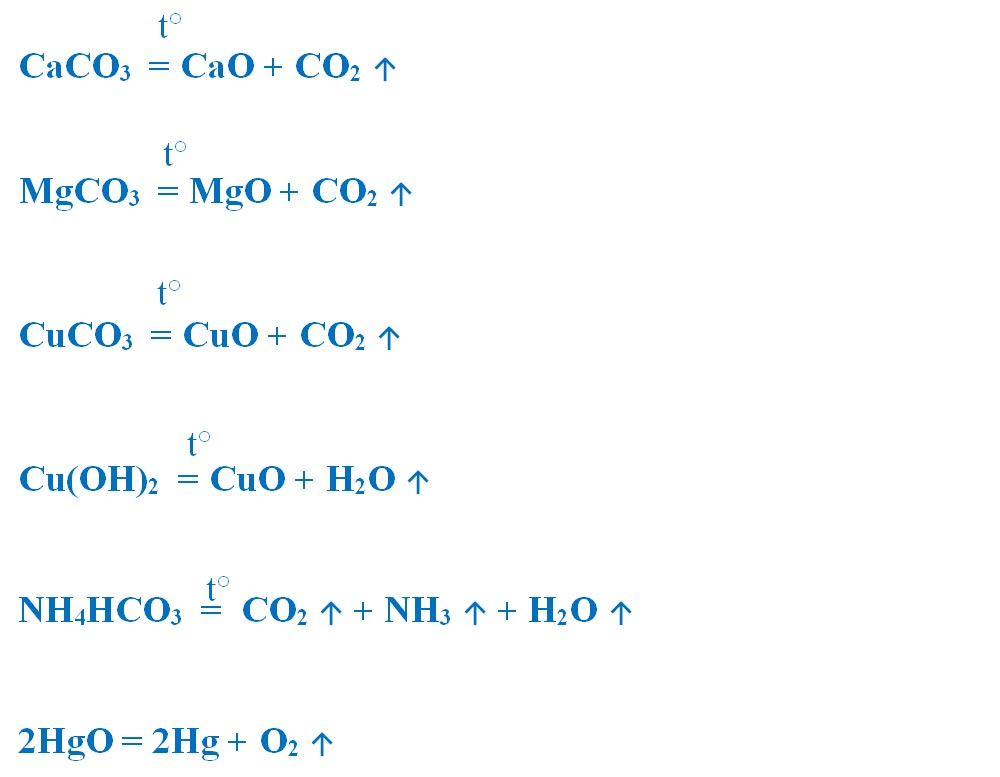 t°
CaCO₃ = CaO + CO₂ ↑
t°
MgCO₃ = MgO + CO₂ ↑
t°
CuCO₃ = CuO + CO₂ ↑
t°
Cu(OH)₂ = CuO + H₂O ↑
t°
NH₄HCO₃ = CO₂ ↑ + NH₃ ↑ + H₂O ↑
2HgO = 2Hg + O₂ ↑